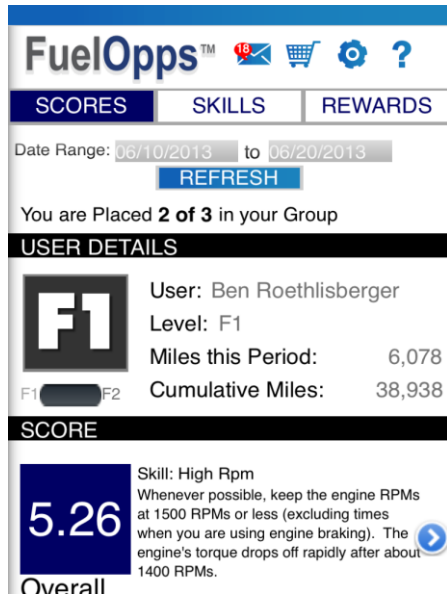 FuelOpps™ 18 ?
SCORES SKILLS REWARDS
Date Range: 06/10/2013 to 06/20/2013
REFRESH
You are Placed 2 of 3 in your Group
USER DETAILS
F1
User: Ben Roethlisberger
Level: F1
Miles this Period: 6,078
F1 F2 Cumulative Miles: 38,938
SCORE
5.26
Overall
Skill: High Rpm
Whenever possible, keep the engine RPMs
at 1500 RPMs or less (excluding times
when you are using engine braking). The
engine's torque drops off rapidly after about
1400 RPMs.